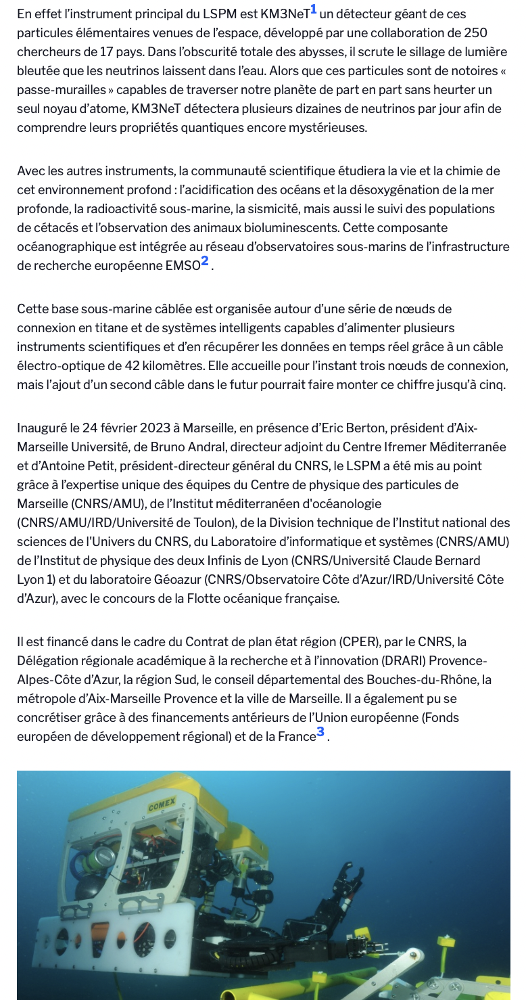 En effet l’instrument principal du LSPM est KM3NeT1 un détecteur géant de ces
particules élémentaires venues de l’espace, développé par une collaboration de 250
chercheurs de 17 pays. Dans l’obscurité totale des abysses, il scrute le sillage de lumière
bleutée que les neutrinos laissent dans l’eau. Alors que ces particules sont de notoires «
passe-murailles » capables de traverser notre planète de part en part sans heurter un
seul noyau d’atome, KM3NeT détectera plusieurs dizaines de neutrinos par jour afin de
comprendre leurs propriétés quantiques encore mystérieuses.
Avec les autres instruments, la communauté scientifique étudiera la vie et la chimie de
cet environnement profond : l’acidification des océans et la désoxygénation de la mer
profonde, la radioactivité sous-marine, la sismicité, mais aussi le suivi des populations
de cétacés et l’observation des animaux bioluminescents. Cette composante
océanographique est intégrée au réseau d’observatoires sous-marins de l’infrastructure
de recherche européenne EMSO2 .
Cette base sous-marine câblée est organisée autour d’une série de nœuds de
connexion en titane et de systèmes intelligents capables d’alimenter plusieurs
instruments scientifiques et d’en récupérer les données en temps réel grâce à un câble
électro-optique de 42 kilomètres. Elle accueille pour l’instant trois nœuds de connexion,
mais l’ajout d’un second câble dans le futur pourrait faire monter ce chiffre jusqu’à cinq.
Inauguré le 24 février 2023 à Marseille, en présence d’Eric Berton, président d’Aix-
Marseille Université, de Bruno Andral, directeur adjoint du Centre Ifremer Méditerranée
et d’Antoine Petit, président-directeur général du CNRS, le LSPM a été mis au point
grâce à l’expertise unique des équipes du Centre de physique des particules de
Marseille (CNRS/AMU), de l’Institut méditerranéen d'océanologie
(CNRS/AMU/IRD/Université de Toulon), de la Division technique de l’Institut national des
sciences de l'Univers du CNRS, du Laboratoire d’informatique et systèmes (CNRS/AMU)
de l’Institut de physique des deux Infinis de Lyon (CNRS/Université Claude Bernard
Lyon 1) et du laboratoire Géoazur (CNRS/Observatoire Côte d’Azur/IRD/Université Côte
d’Azur), avec le concours de la Flotte océanique française.
Il est financé dans le cadre du Contrat de plan état région (CPER), par le CNRS, la
Délégation régionale académique à la recherche et à l’innovation (DRARI) Provence-
Alpes-Côte d’Azur, la région Sud, le conseil départemental des Bouches-du-Rhône, la
métropole d’Aix-Marseille Provence et la ville de Marseille. Il a également pu se
concrétiser grâce à des financements antérieurs de l’Union européenne (Fonds
européen de développement régional) et de la France3 .
COMEX